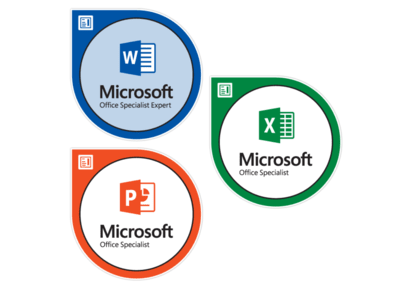 W
Microsoft
Office Specialist Expert
X
Microsoft
Office Specialist
P
Microsoft
Office Specialist